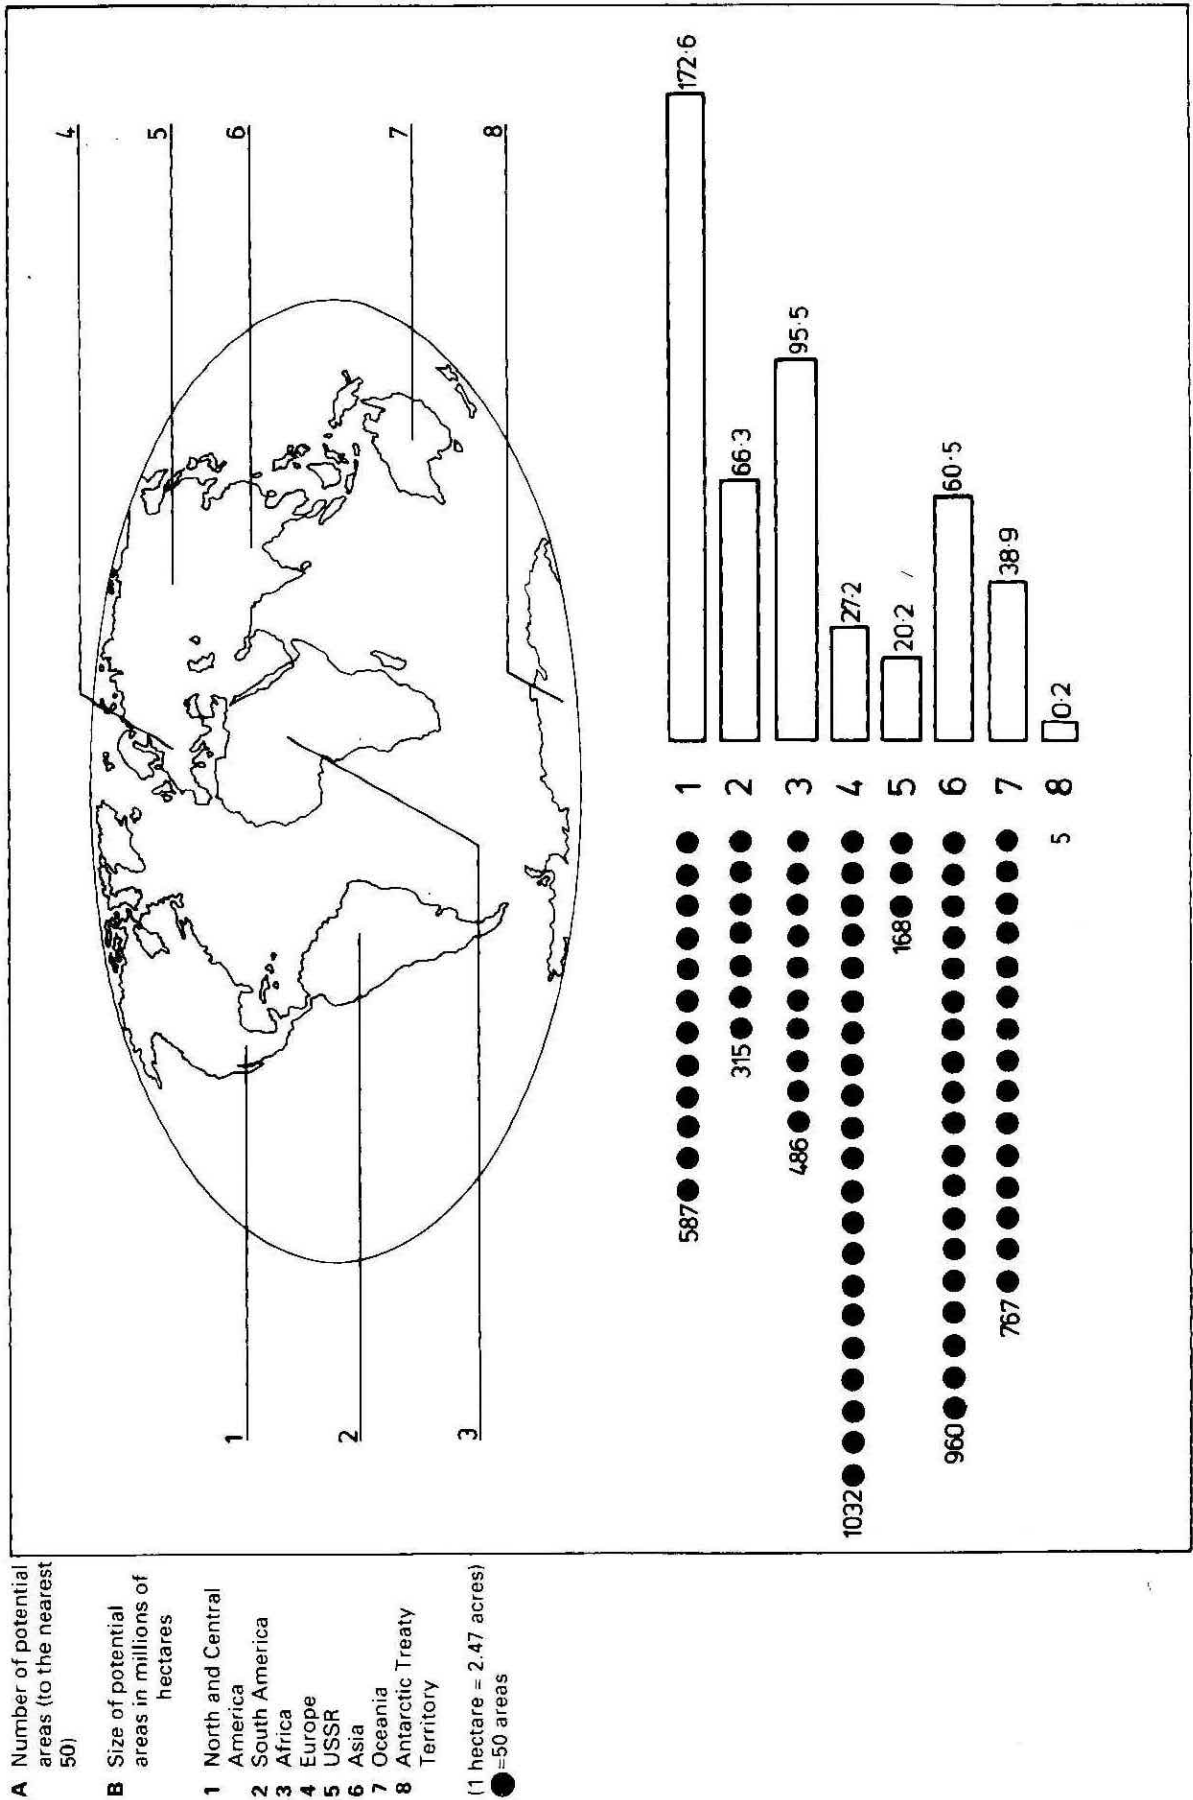 A Number of potential
areas (to the nearest
50)
B Size of potential
areas in millions of
hectares
1 North and Central
America
2 South America
3 Africa
4 Europe
5 USSR
6 Asia
7 Oceania
8 Antarctic Treaty
Territory
(1 hectare = 2.47 acres)
●=50 areas
4
5
6
7
8
1
2
3
587 1 172·6
315 2 66·3
486 3 95·5
1032 4 27·2
168 5 20·2
960 6 60·5
767 7 38·9
5 8 0·2